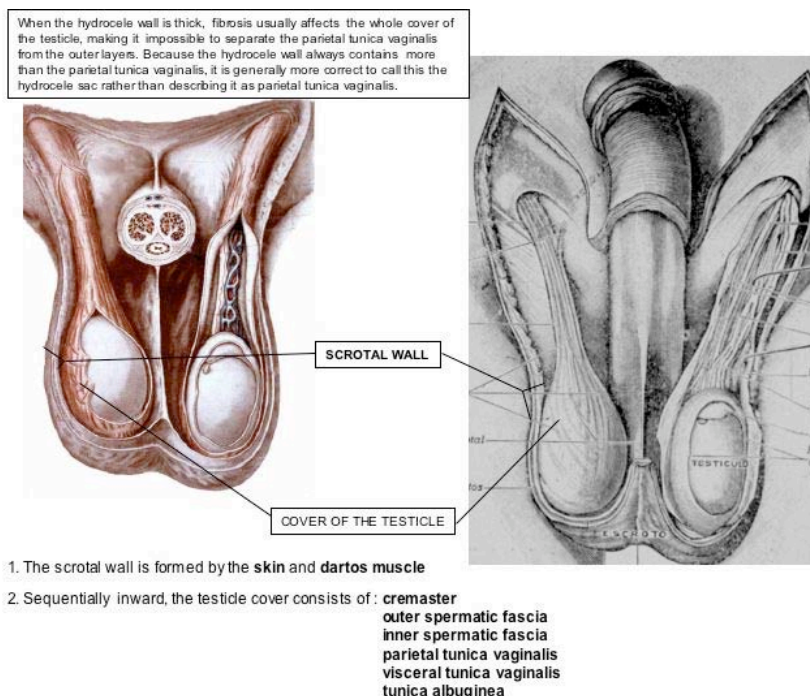 When the hydrocele wall is thick, fibrosis usually affects the whole cover of
the testicle, making it impossible to separate the parietal tunica vaginalis
from the outer layers. Because the hydrocele wall always contains more
than the parietal tunica vaginalis, it is generally more correct to call this the
hydrocele sac rather than describing it as parietal tunica vaginalis.
SCROTAL WALL
TESTICULO
COVER OF THE TESTICLE
ESCROTO
1. The scrotal wall is formed by the skin and dartos muscle
2. Sequentially inward, the testicle cover consists of : cremaster
outer spermatic fascia
inner spermatic fascia
parietal tunica vaginalis
visceral tunica vaginalis
tunica albuginea